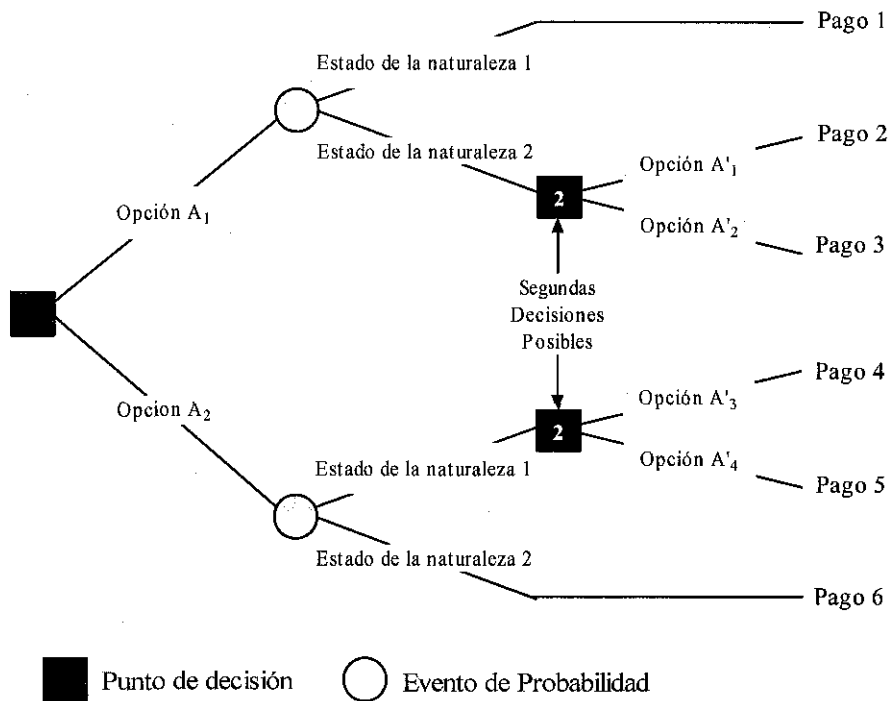 Pago 1
Estado de la naturaleza 1
Pago 2
Estado de la naturaleza 2
Opción A'1
2
Opción A'2
Opción A1
Pago 3
Segundas
Decisiones
Posibles
Pago 4
Opción A'3
Opcion A2
2
Opción A'4
Estado de la naturaleza 1
Pago 5
Estado de la naturaleza 2
Pago 6
Punto de decisión
Evento de Probabilidad